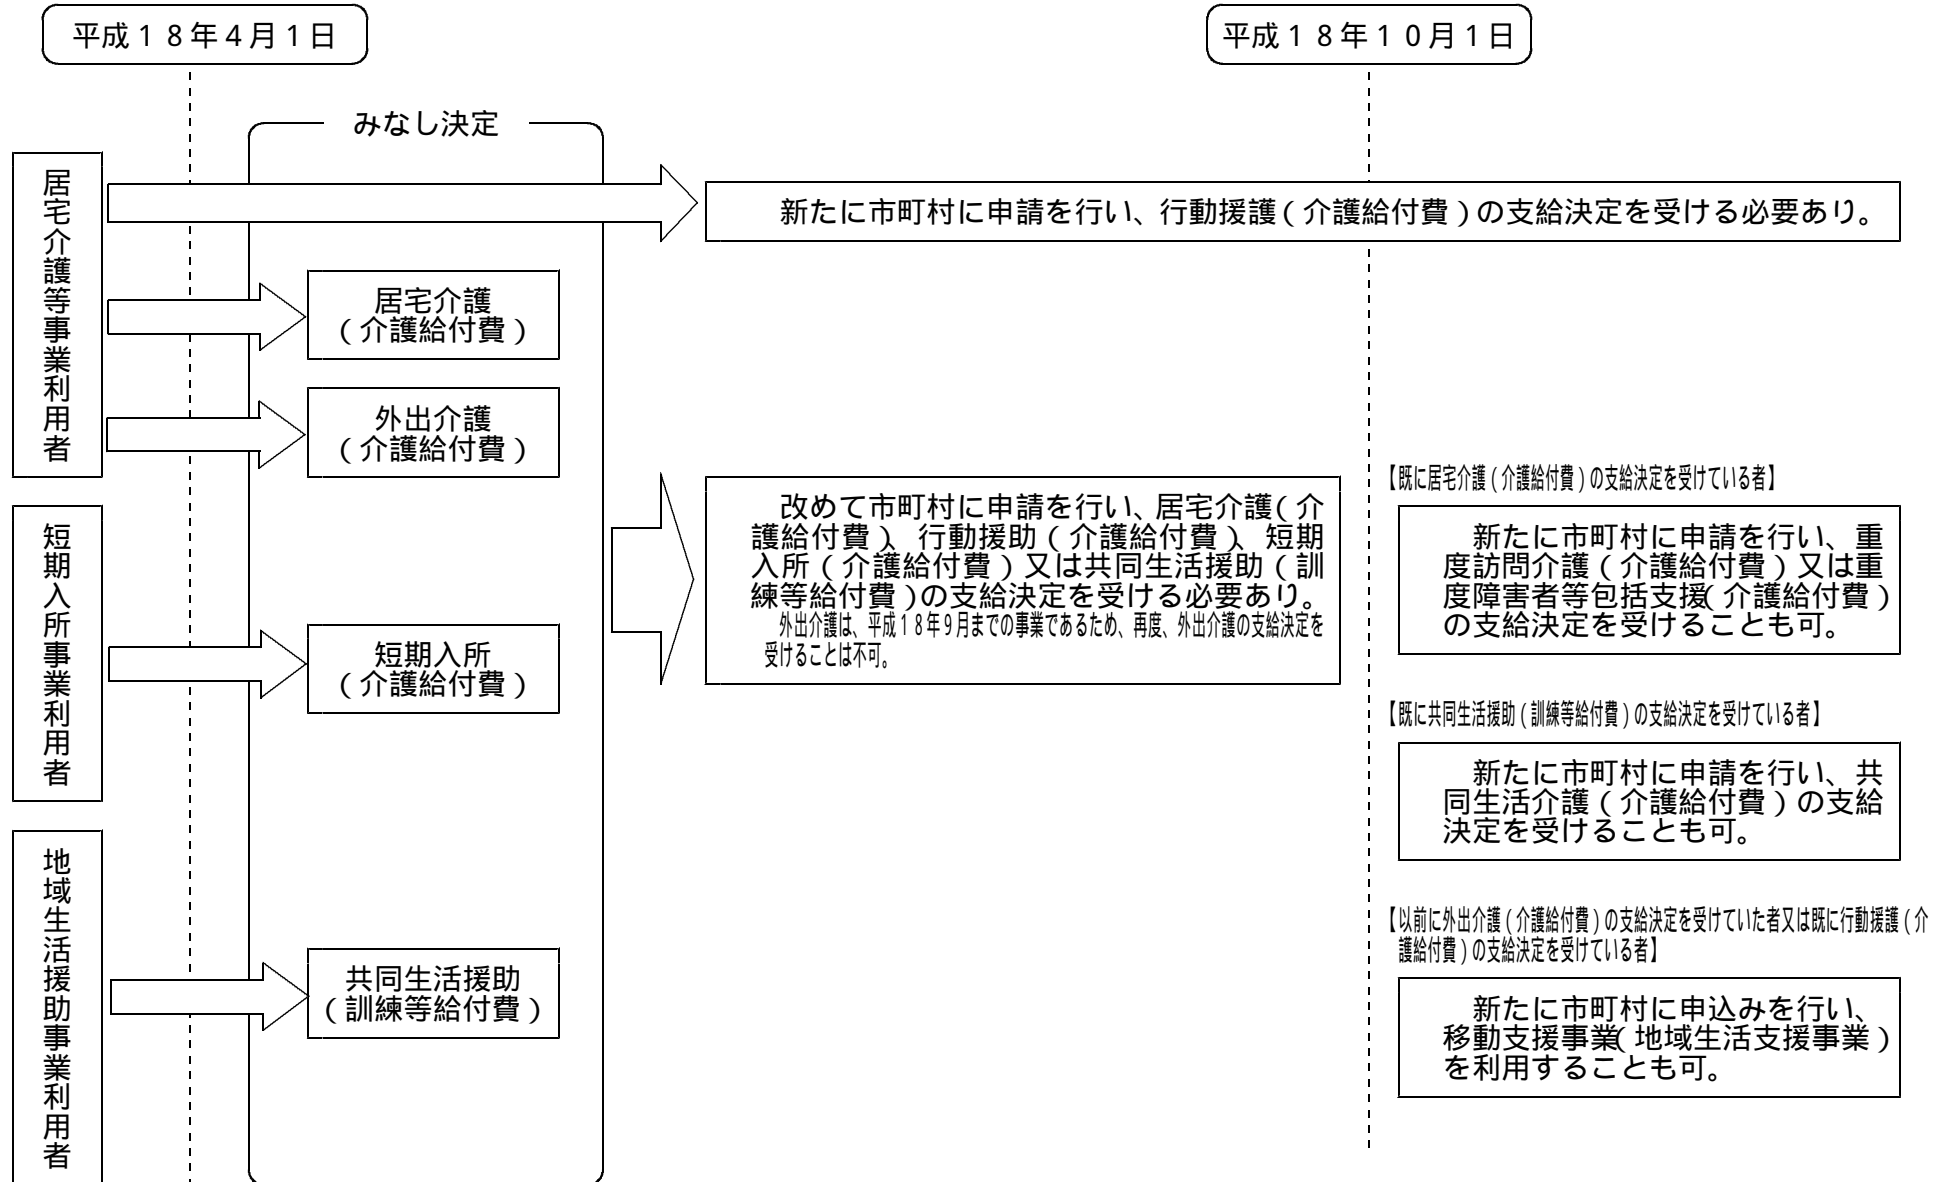 平成１８年４月１日
平成１８年１０月１日
みなし決定
居宅介護等事業利用者
新たに市町村に申請を行い、行動援護（介護給付費）の支給決定を受ける必要あり。
居宅介護
（介護給付費）
外出介護
（介護給付費）
短期入所事業利用者
短期入所
（介護給付費）
地域生活援助事業利用者
共同生活援助
（訓練等給付費）
改めて市町村に申請を行い、居宅介護（介
護給付費）、行動援助（介護給付費）、短期
入所（介護給付費）又は共同生活援助（訓
練等給付費）の支給決定を受ける必要あり。
外出介護は、平成１８年９月までの事業であるため、再度、外出介護の支給決定を
受けることは不可。
【既に居宅介護（介護給付費）の支給決定を受けている者】
新たに市町村に申請を行い、重
度訪問介護（介護給付費）又は重
度障害者等包括支援（介護給付費）
の支給決定を受けることも可。
【既に共同生活援助（訓練等給付費）の支給決定を受けている者】
新たに市町村に申請を行い、共
同生活介護（介護給付費）の支給
決定を受けることも可。
【以前に外出介護（介護給付費）の支給決定を受けていた者又は既に行動援護（介
護給付費）の支給決定を受けている者】
新たに市町村に申込みを行い、
移動支援事業（地域生活支援事業）
を利用することも可。